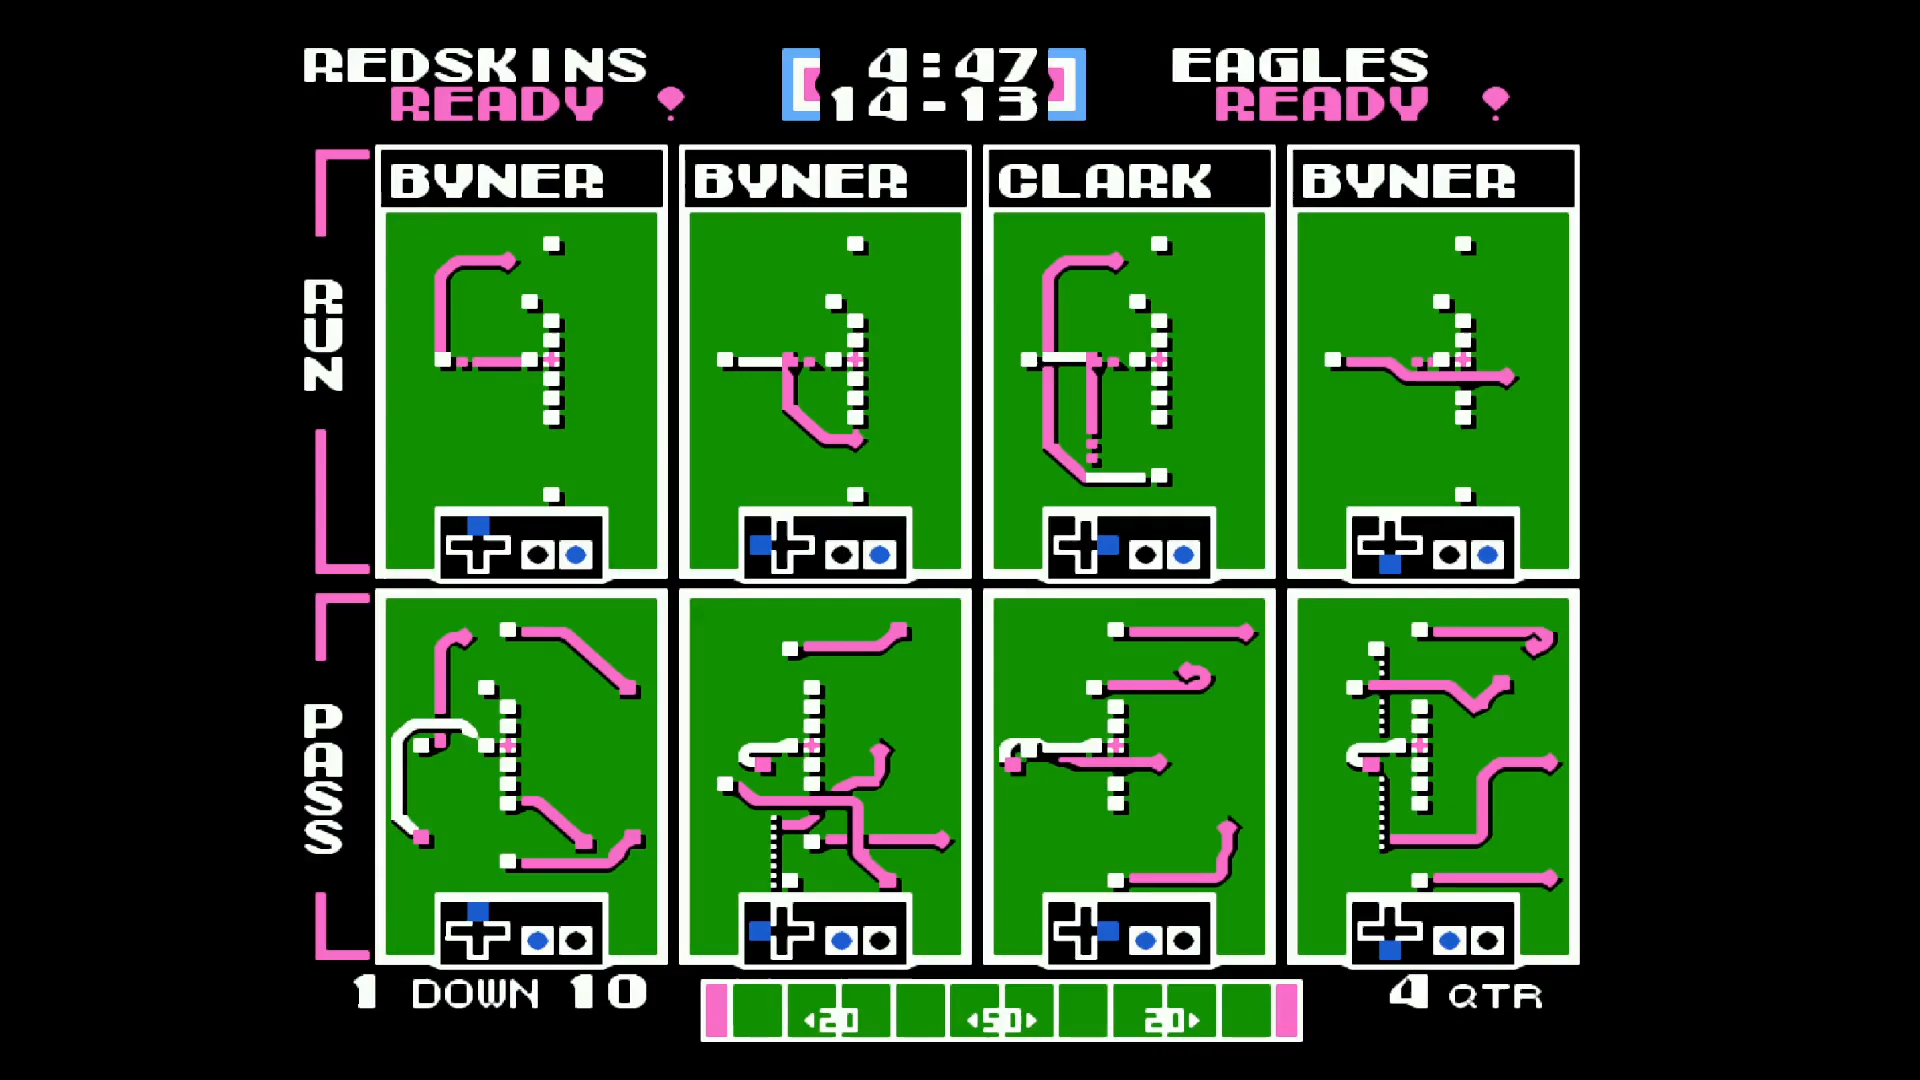 REDSKINS 4:47 EAGLES
READY 14-13 READY
BYNER BYNER CLARK BYNER
RUN
PASS
1 DOWN 10 4 QTR
20 50 20